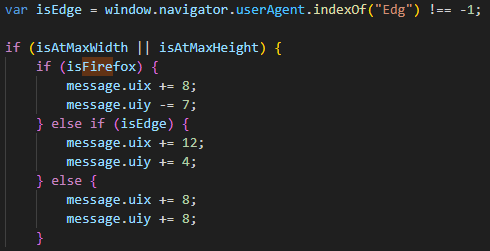 var isEdge = window.navigator.userAgent.indexOf("Edg") !== -1;
if (isAtMaxWidth || isAtMaxHeight) {
    if (isFirefox) {
        message.uix += 8;
        message.uiy -= 7;
    } else if (isEdge) {
        message.uix += 12;
        message.uiy += 4;
    } else {
        message.uix += 8;
        message.uiy += 8;
    }